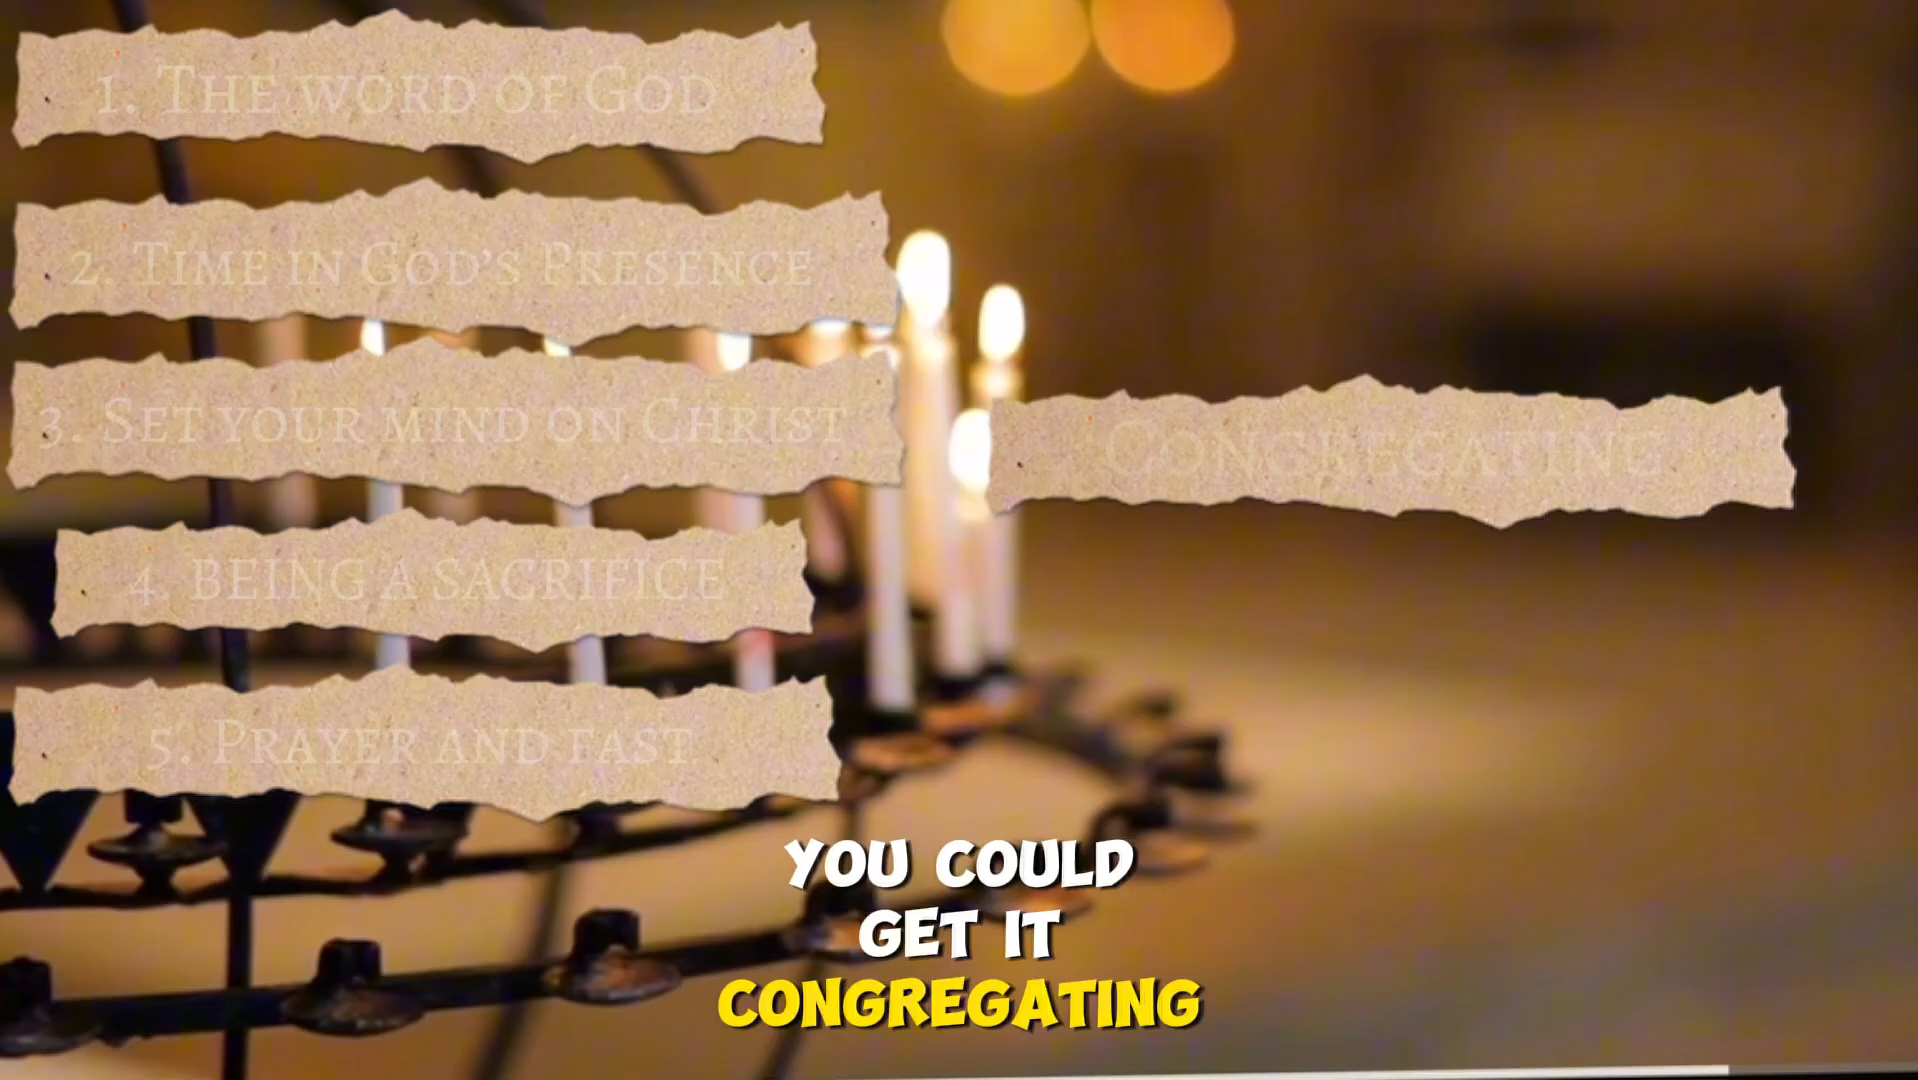 1. The word of God
2. Time in God's Presence
3. Set your mind on Christ
4. being a sacrifice
5. Prayer and fast.
Congregating
YOU COULD
GET IT
CONGREGATING